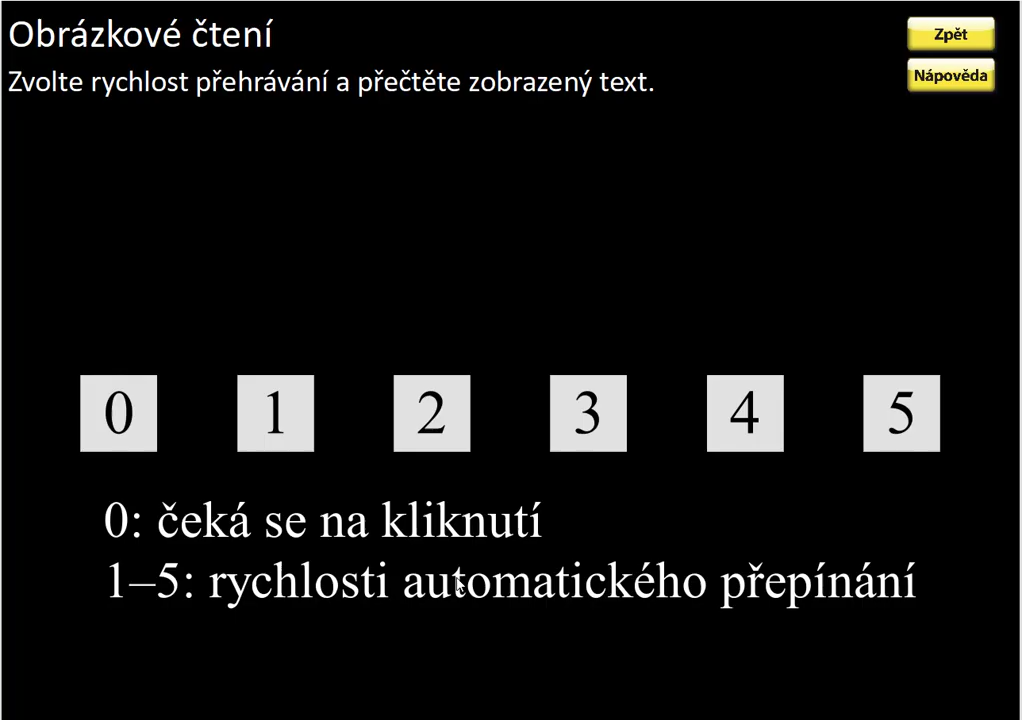 Obrázkové čtení
Zpět
Zvolte rychlost přehrávání a přečtěte zobrazený text.
Nápověda
0 1 2 3 4 5
0: čeká se na kliknutí
1–5: rychlosti automatického přepínání